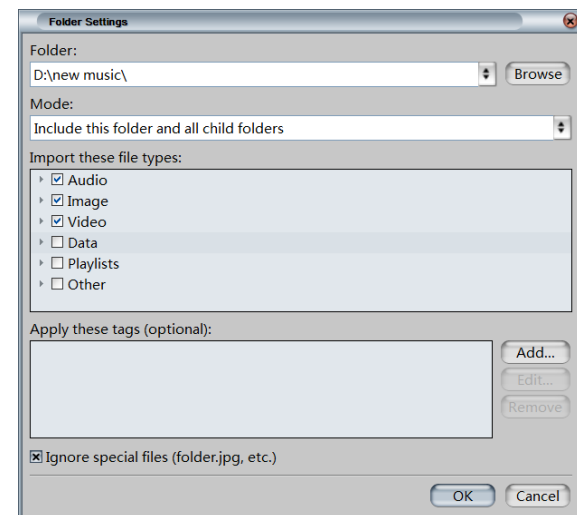 Folder Settings
Folder:
D:\new music\
Browse
Mode:
Include this folder and all child folders
Import these file types:
Audio
Image
Video
Data
Playlists
Other
Apply these tags (optional):
Add...
Edit...
Remove
Ignore special files (folder.jpg, etc.)
OK Cancel